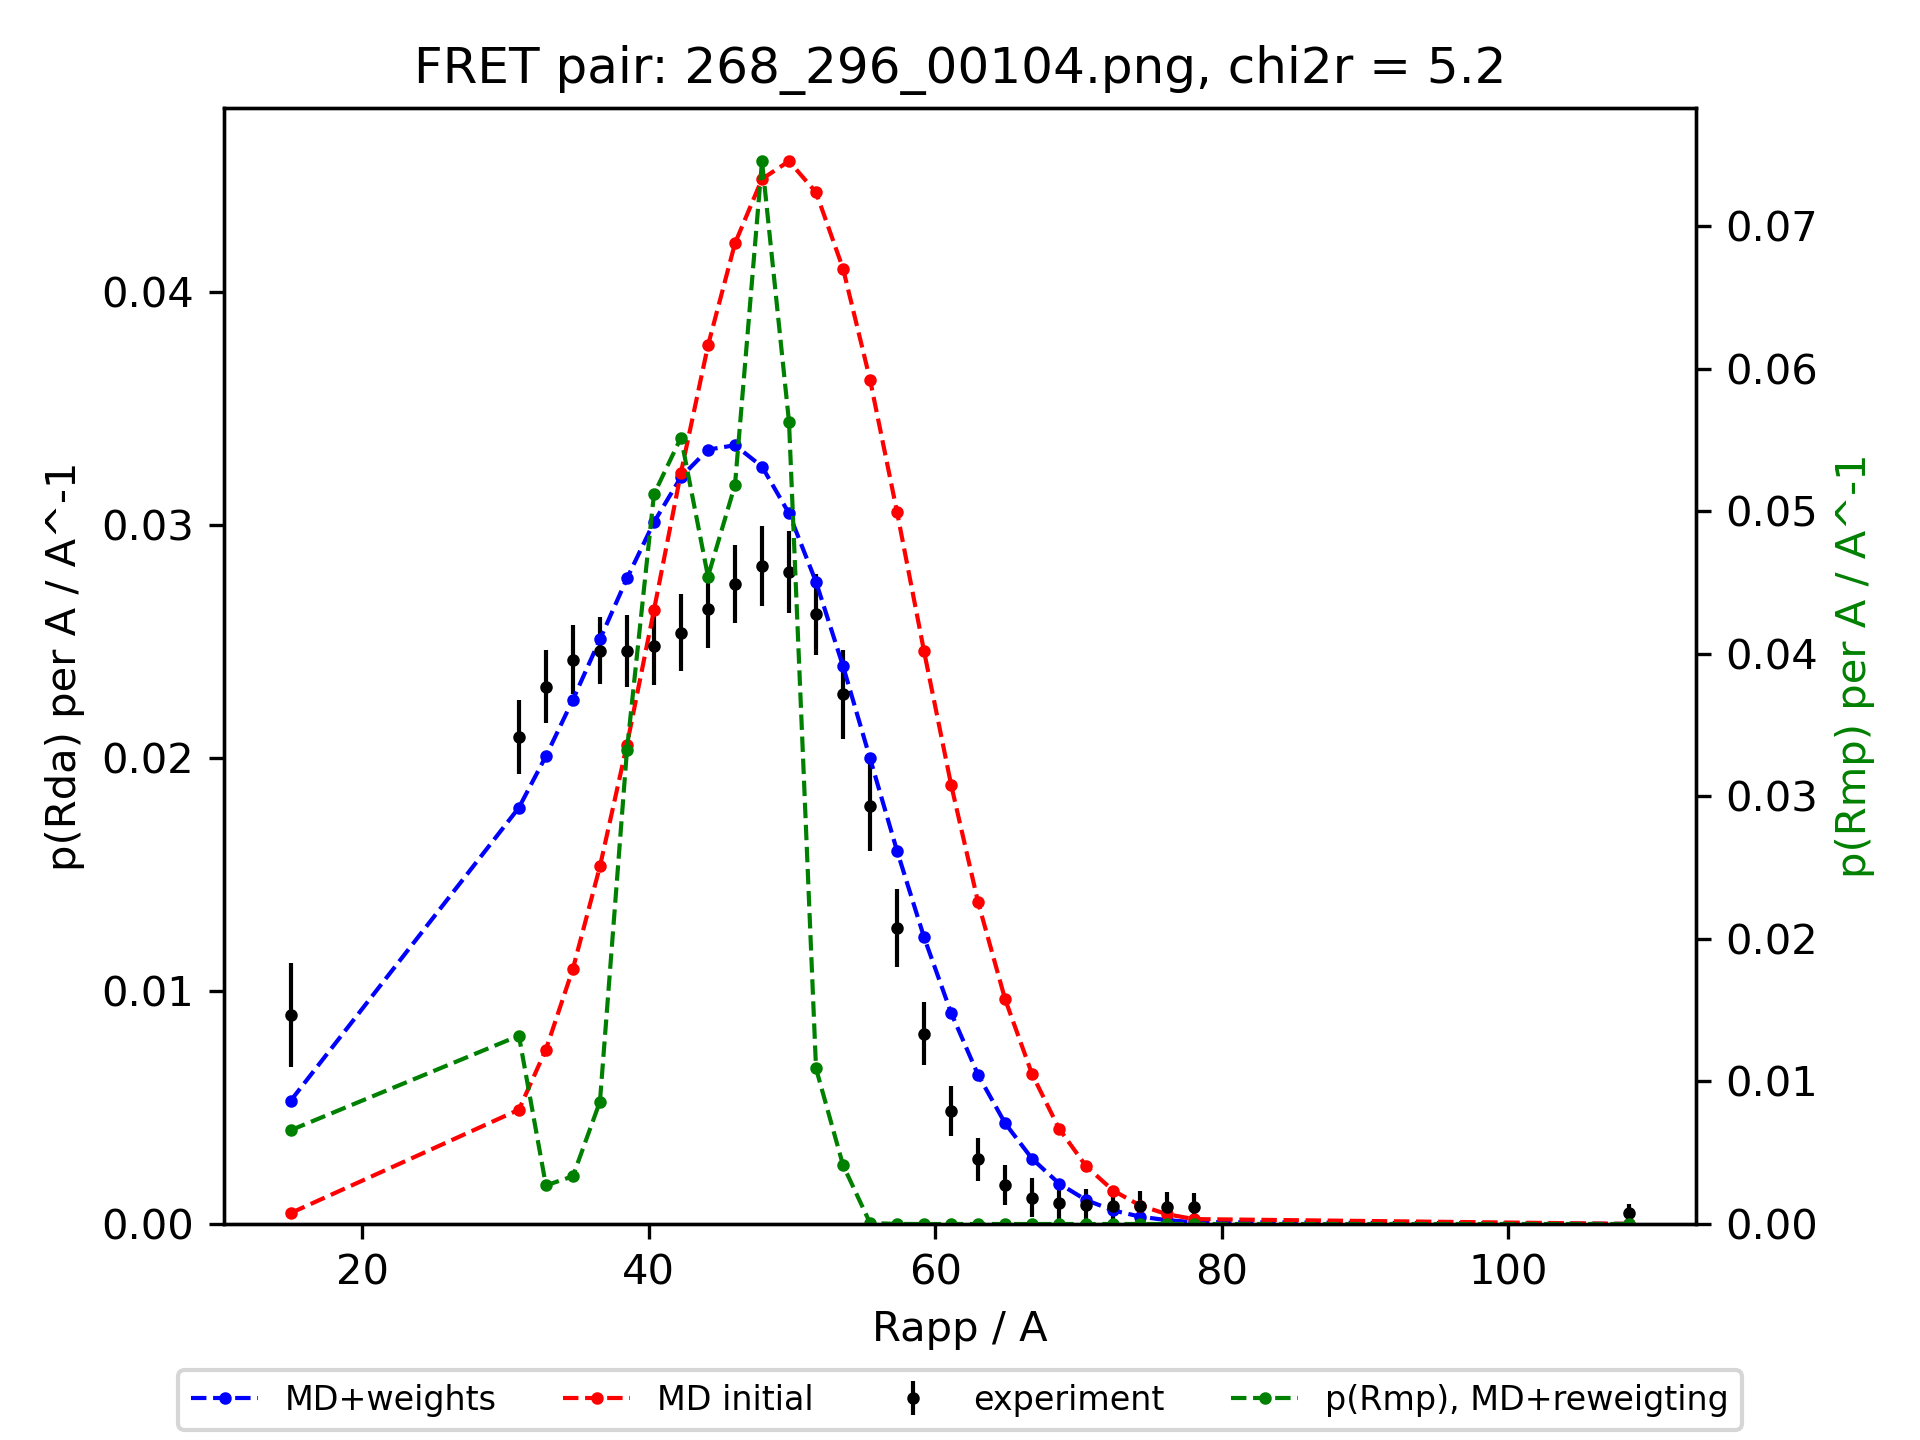 FRET pair: 268_296_00104.png, chi2r = 5.2
p(Rda) per A / A^-1
0.04
0.03
0.02
0.01
0.00
0.07
0.06
0.05
0.04
0.03
0.02
0.01
0.00
p(Rmp) per A / A^-1
20 40 60 80 100
Rapp / A
MD+weights MD initial experiment p(Rmp), MD+reweigting